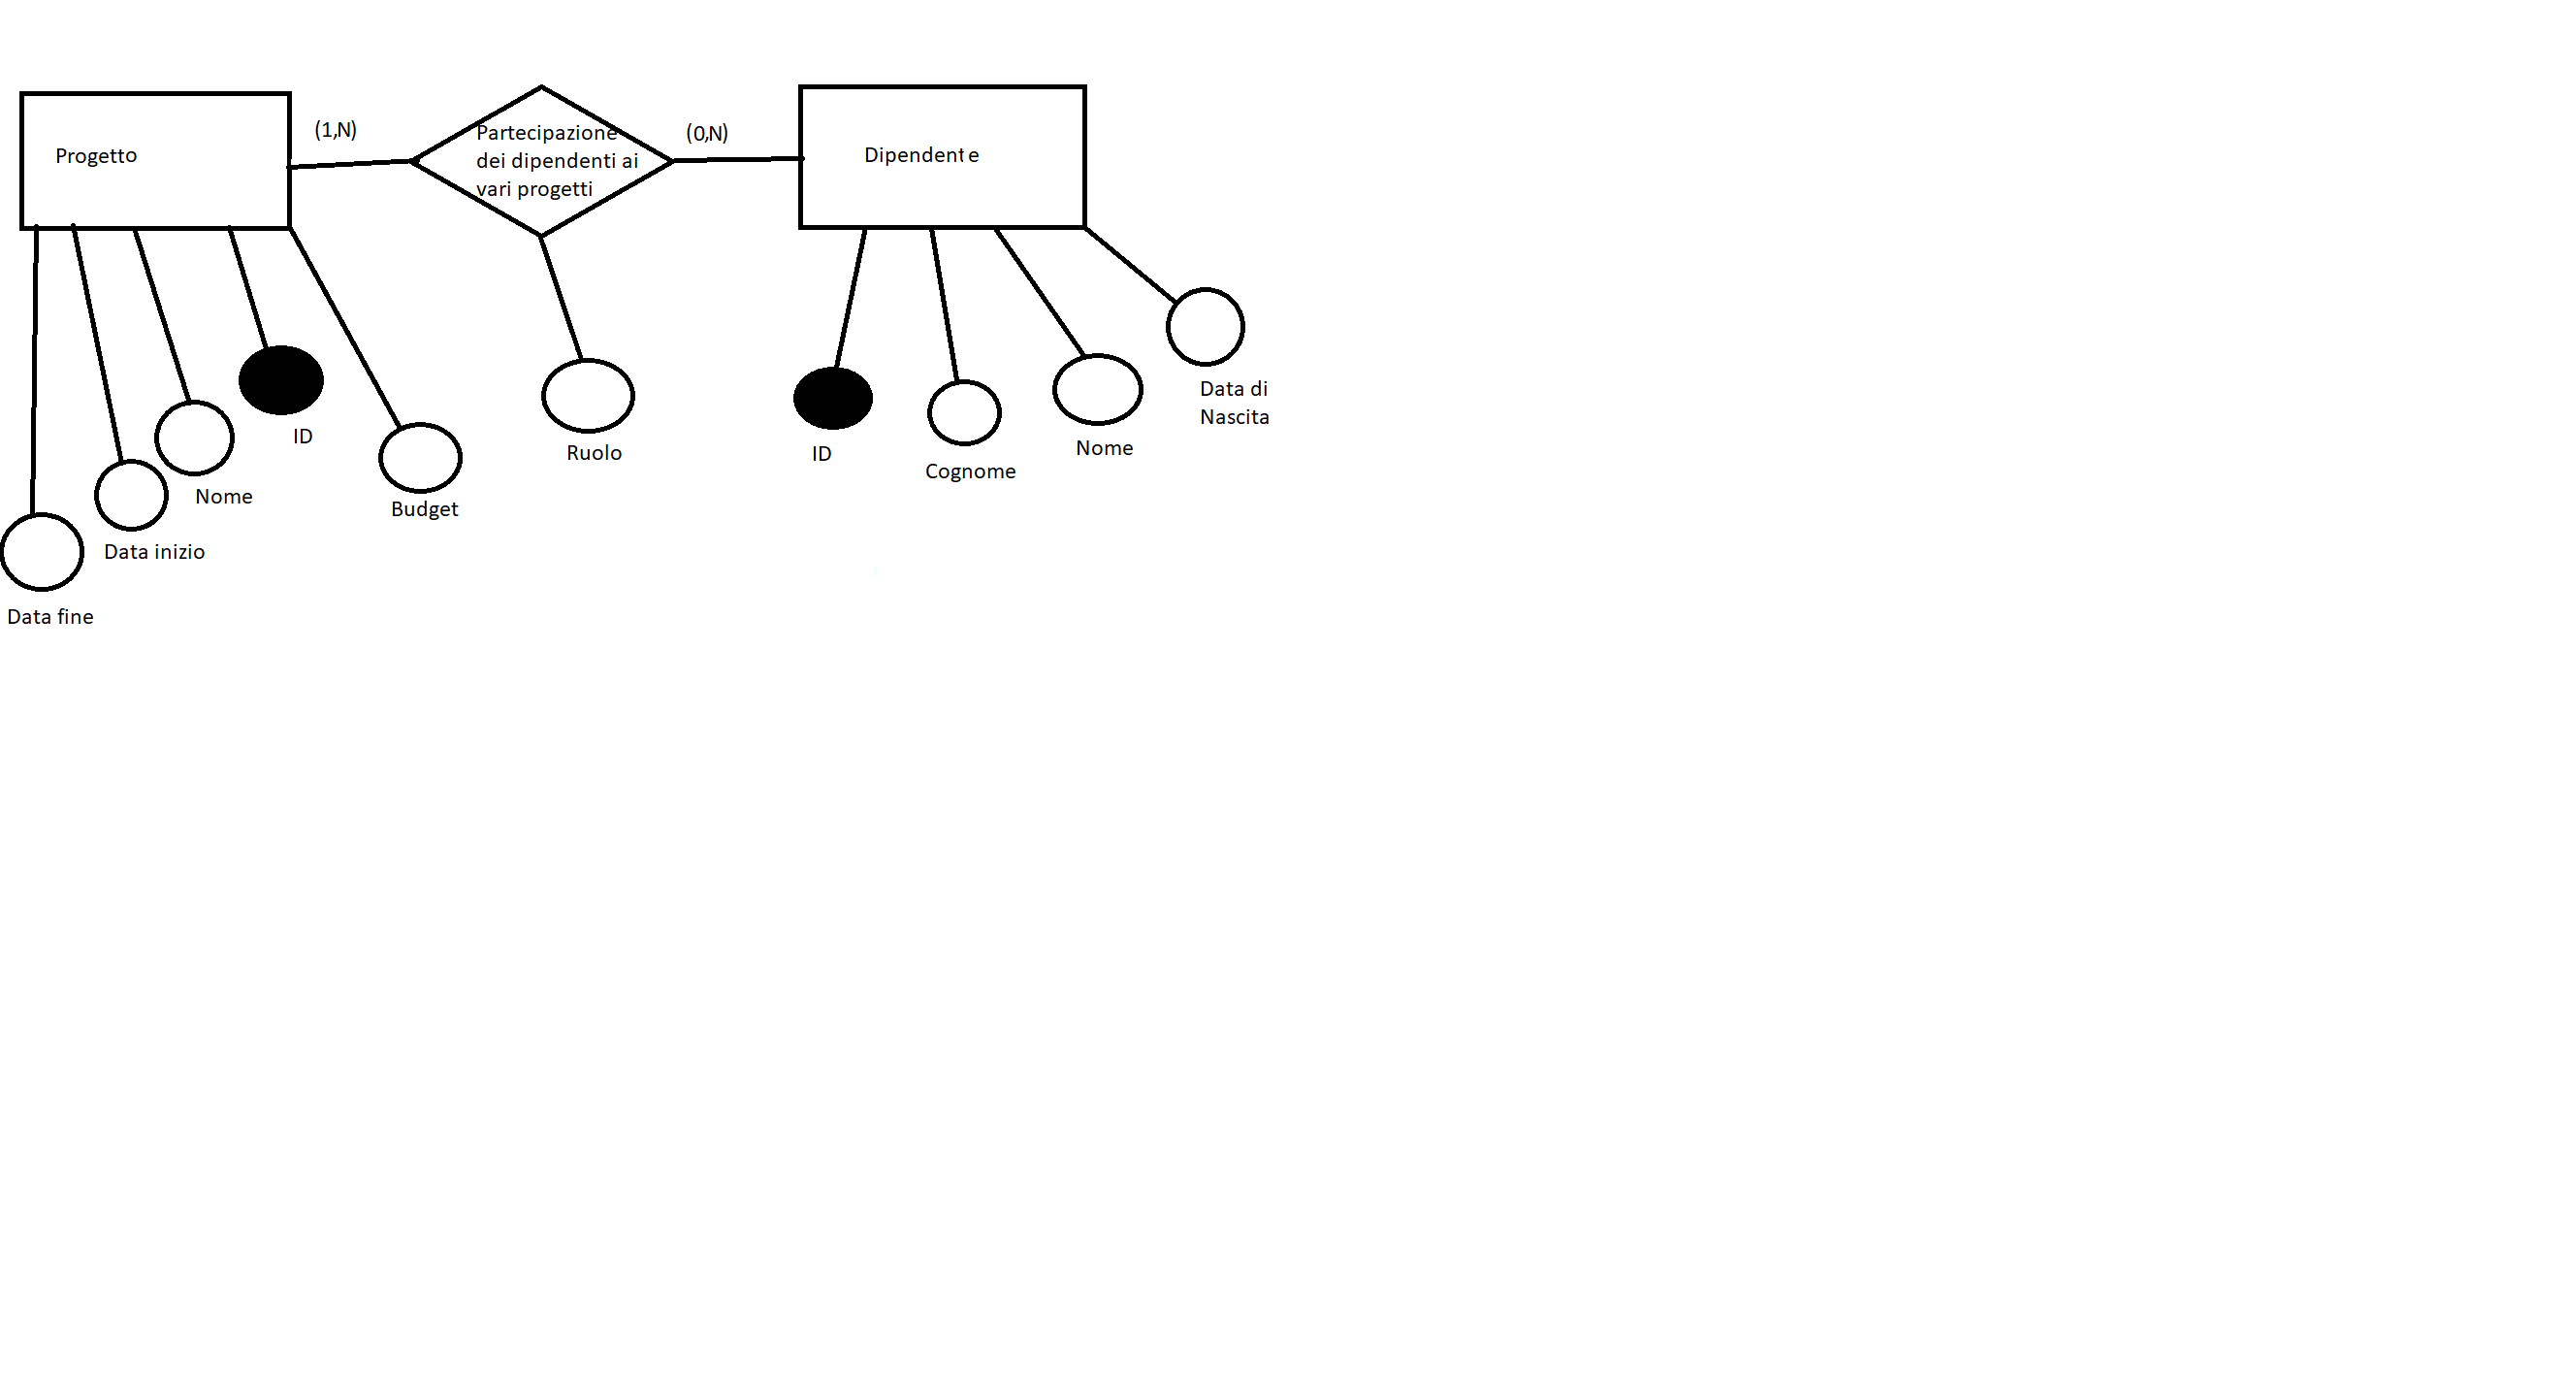 Progetto
(1,N)
Partecipazione
dei dipendenti ai
vari progetti
(0,N)
Dipendente
Data fine
Data inizio
Nome
ID
Budget
Ruolo
ID
Cognome
Nome
Data di
Nascita